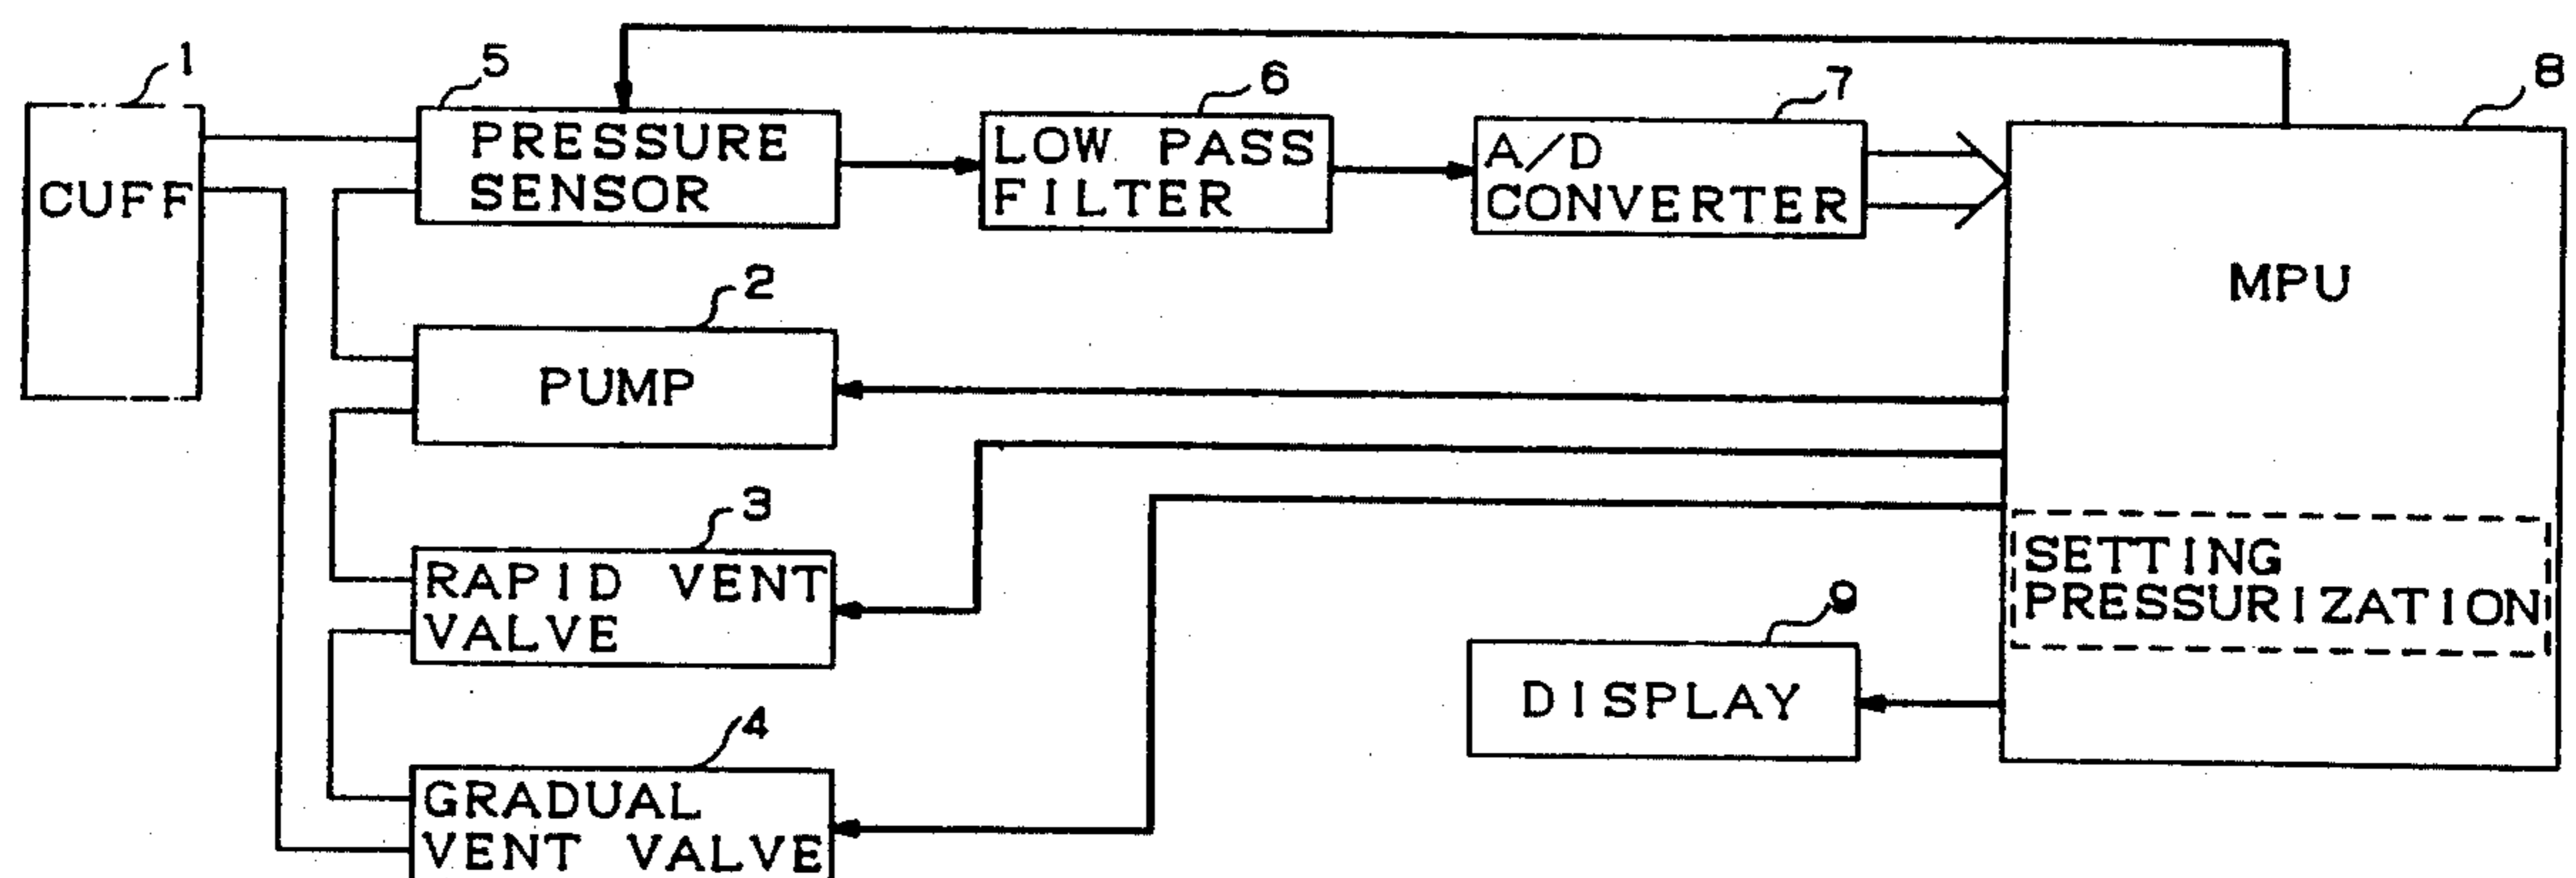 1
5
6
7
8
CUFF
PRESSURE
SENSOR
LOW PASS
FILTER
A/D
CONVERTER
MPU
2
PUMP
3
RAPID VENT
VALVE
SETTING
PRESSURIZATION
9
DISPLAY
4
GRADUAL
VENT VALVE